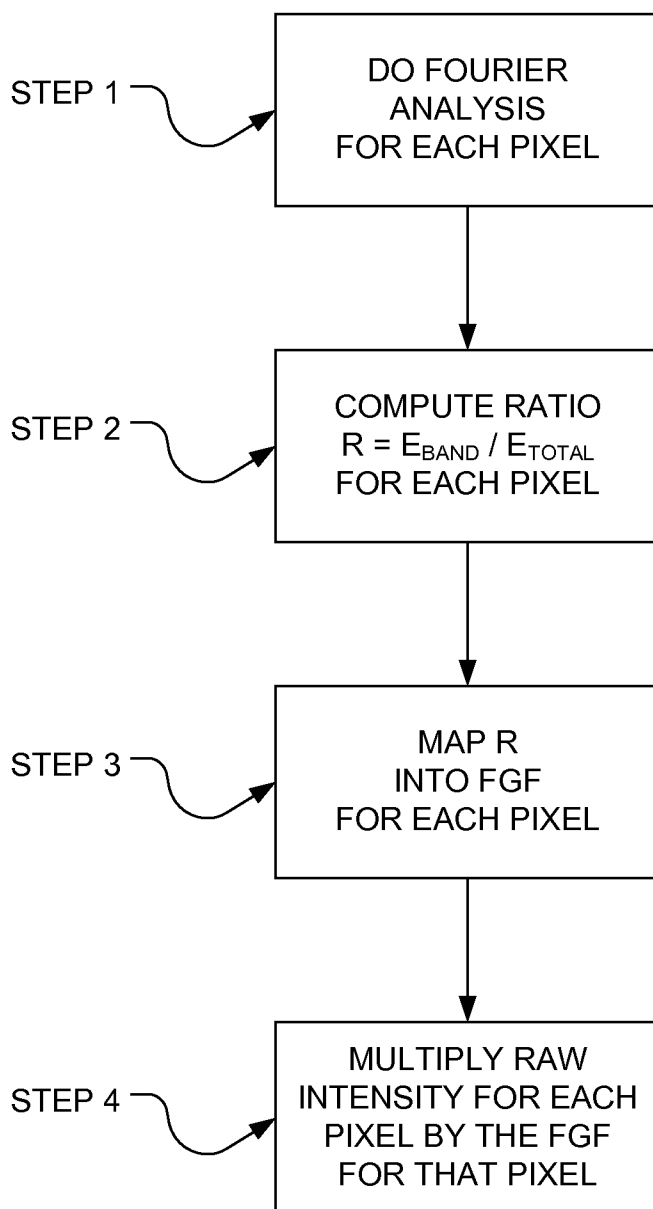 STEP 1
DO FOURIER
ANALYSIS
FOR EACH PIXEL
STEP 2
COMPUTE RATIO
R = E_BAND / E_TOTAL
FOR EACH PIXEL
STEP 3
MAP R
INTO FGF
FOR EACH PIXEL
STEP 4
MULTIPLY RAW
INTENSITY FOR EACH
PIXEL BY THE FGF
FOR THAT PIXEL